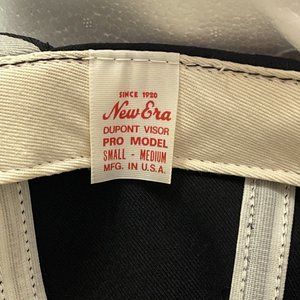 SINCE 1920
New Era
DUPONT VISOR
PRO MODEL
SMALL - MEDIUM
MFG. IN U.S.A.